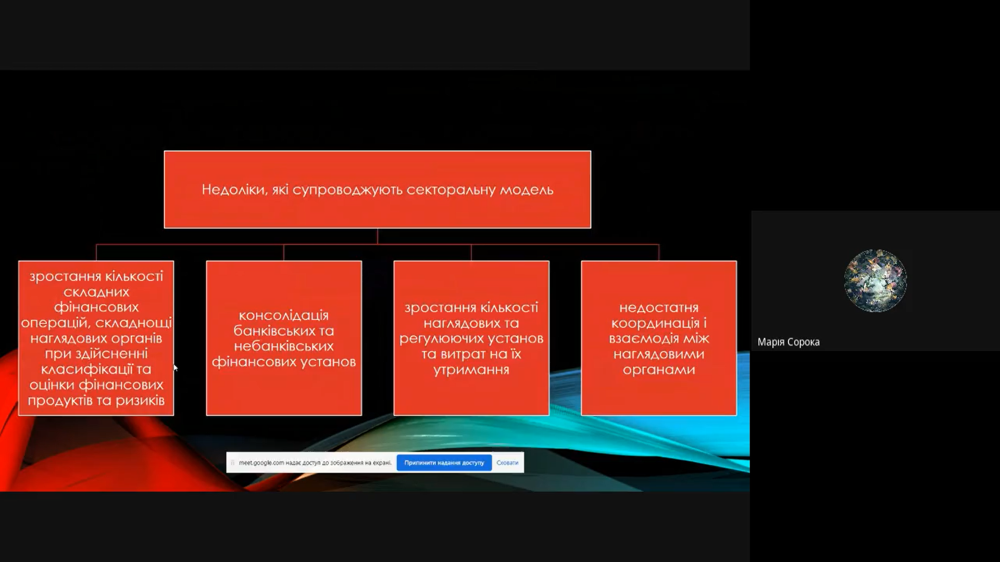 Недоліки, які супроводжують секторальну модель
зростання кількості
складних
фінансових
операцій, складнощі
наглядових органів
при здійсненні
класифікації та
оцінки фінансових
продуктів та ризиків
консолідація
банківських та
небанківських
фінансових установ
зростання кількості
наглядових та
регулюючих установ
та витрат на їх
утримання
недостатня
координація і
взаємодія між
наглядовими
органами
Марія Сорока
meet.google.com надає доступ до зображення на екрані.
Припинити надання доступу
Сховати